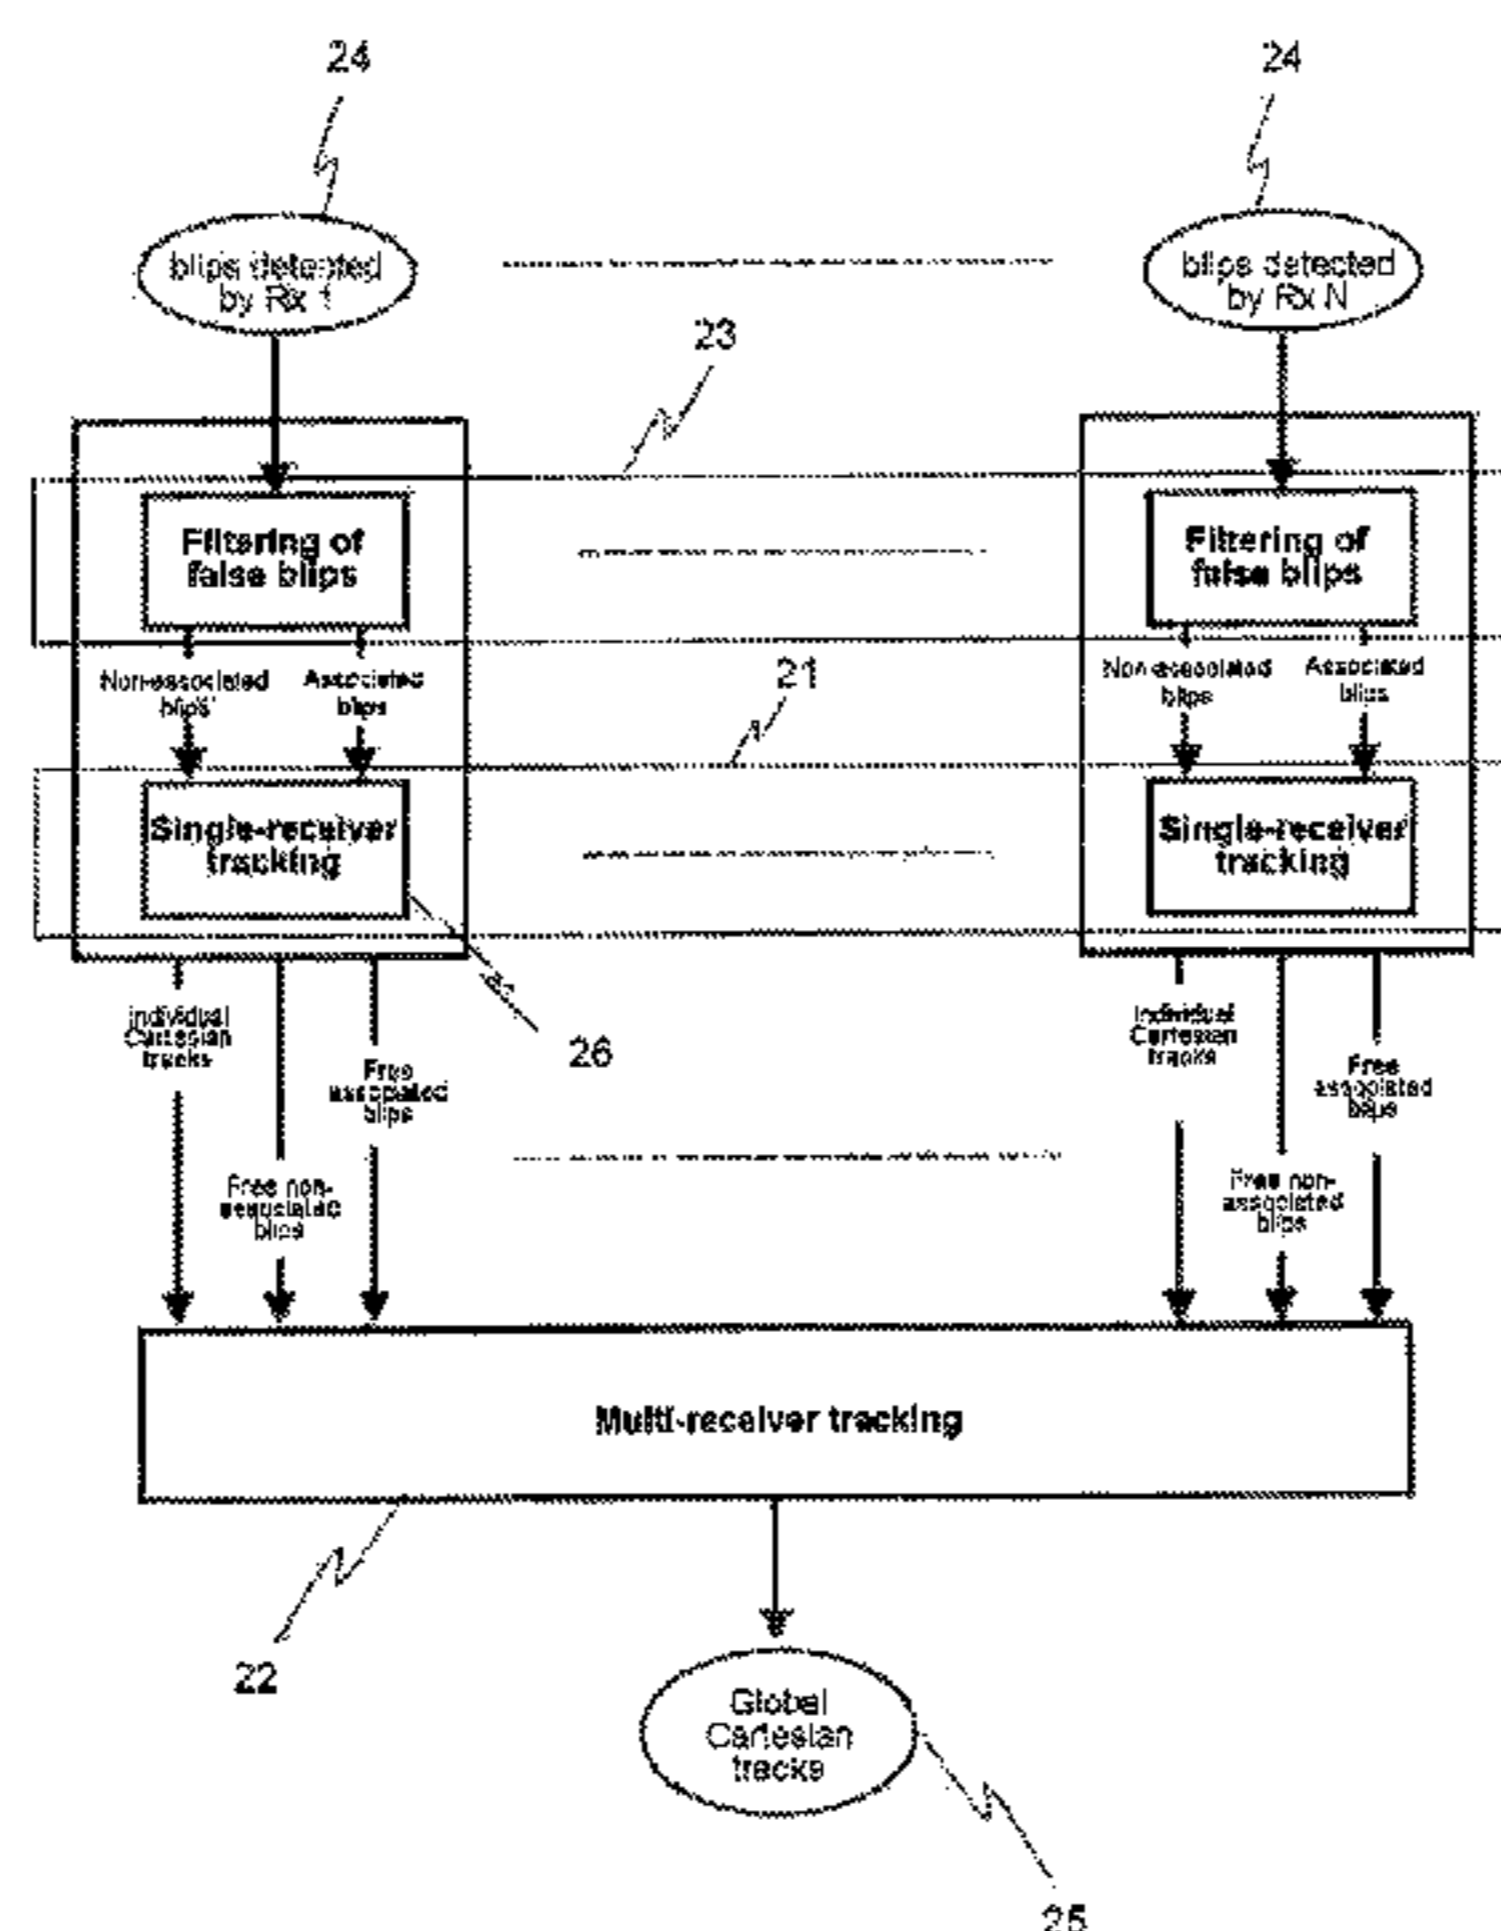 24
24
blips detected
by Rx 1
blips detected
by Rx N
23
Filtering of
false blips
Filtering of
false blips
Non-associated
blips
Associated
blips
Non-associated
blips
Associated
blips
21
Single-receiver
tracking
Single-receiver
tracking
Individual
Cartesian
tracks
Individual
Cartesian
tracks
26
Free
associated
blips
Free
associated
blips
Free non-
associated
blips
Free non-
associated
blips
Multi-receiver tracking
22
Global
Cartesian
tracks
25